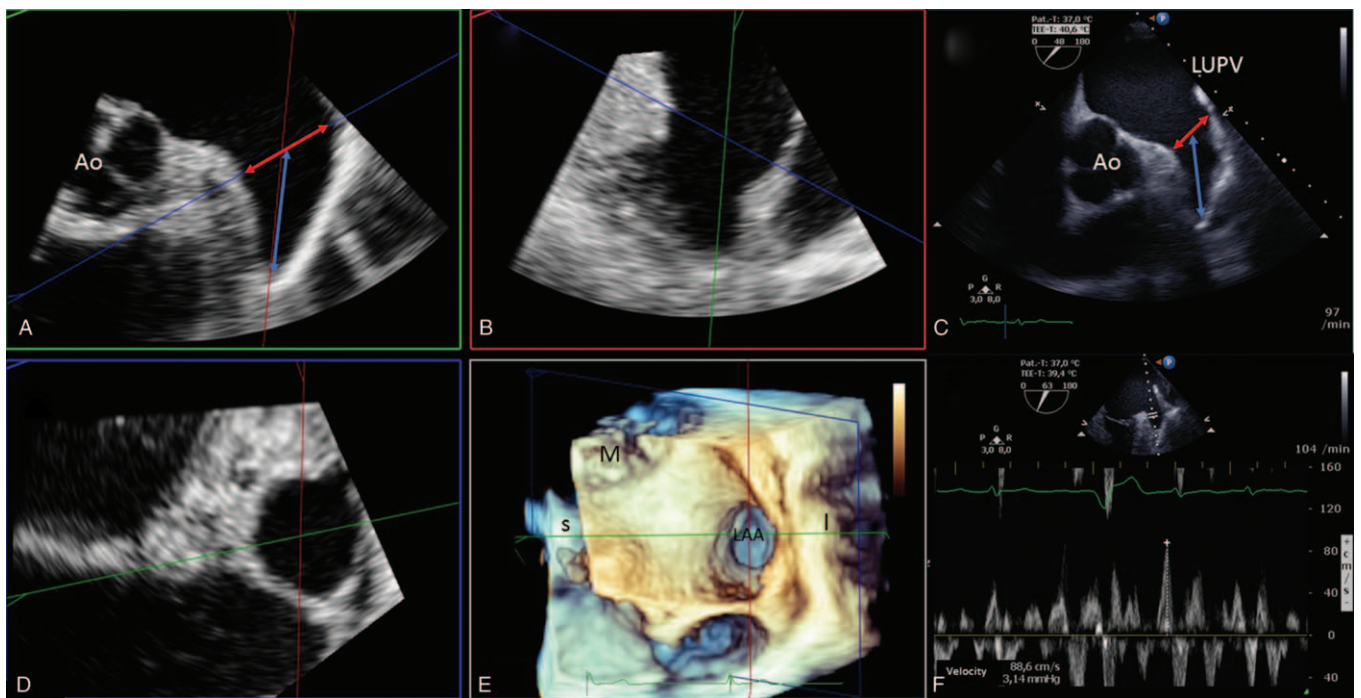 Ao
A
B
Pat.-T: 37,0 °C
TEE-T: 40,6 °C
0 48 180
P
LUPV
Ao
G
P R
3,0 8,0
97
/min
C
D
M
s
LAA
l
E
Pat.-T: 37,0 °C
TEE-T: 39,4 °C
0 63 180
P
G
P R
3,0 8,0
104 /min
160
120
80
+
cm/s
-
40
0
40
Velocity 88,6 cm/s
3,14 mmHg
F